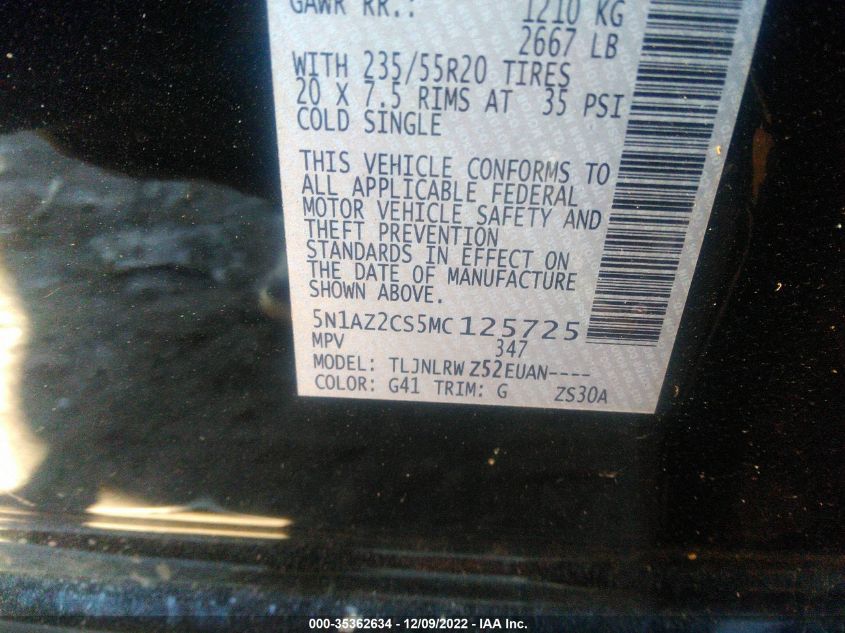 GAWR RR.: 1210 KG
2667 LB
WITH 235/55R20 TIRES
20 X 7.5 RIMS AT 35 PSI
COLD SINGLE
THIS VEHICLE CONFORMS TO
ALL APPLICABLE FEDERAL
MOTOR VEHICLE SAFETY AND
THEFT PREVENTION
STANDARDS IN EFFECT ON
THE DATE OF MANUFACTURE
SHOWN ABOVE.
5N1AZ2CS5MC125725
MPV 347
MODEL: TLJNLRW Z52EUAN----
COLOR: G41 TRIM: G ZS30A
000-35362634 - 12/09/2022 - IAA Inc.